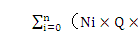 ∑ⁿᵢ₌₀（Ni × Q ×